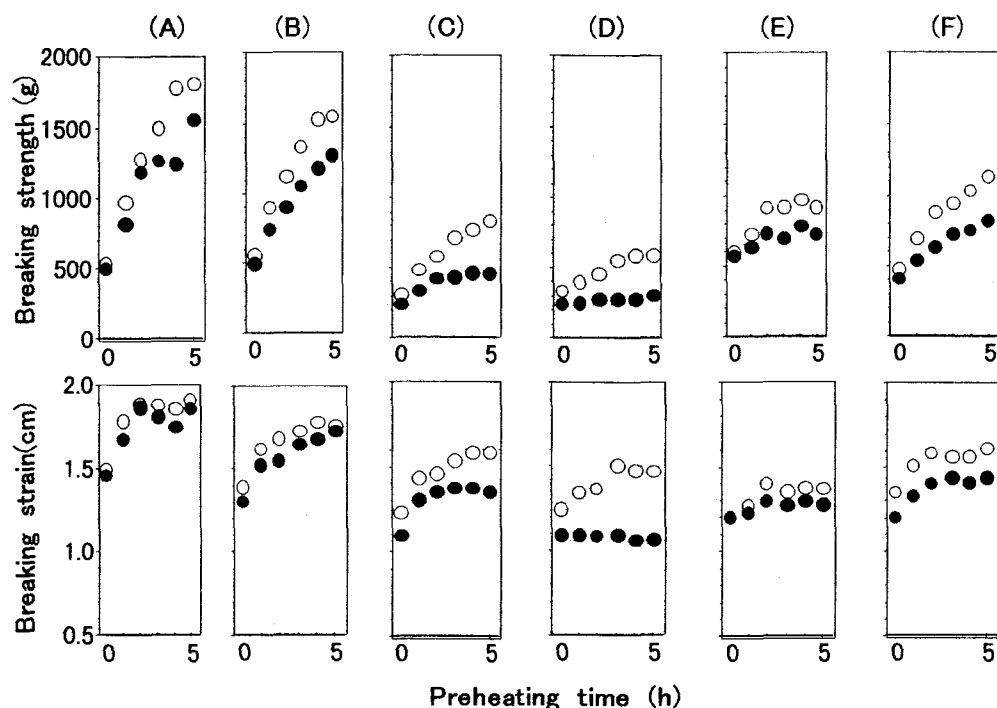 (A) (B) (C) (D) (E) (F)
Breaking strength (g)
2000
1500
1000
500
0
0 5 0 5 0 5 0 5 0 5 0 5
Breaking strain(cm)
2.0
1.5
1.0
0.5
0 5 0 5 0 5 0 5 0 5 0 5
Preheating time (h)